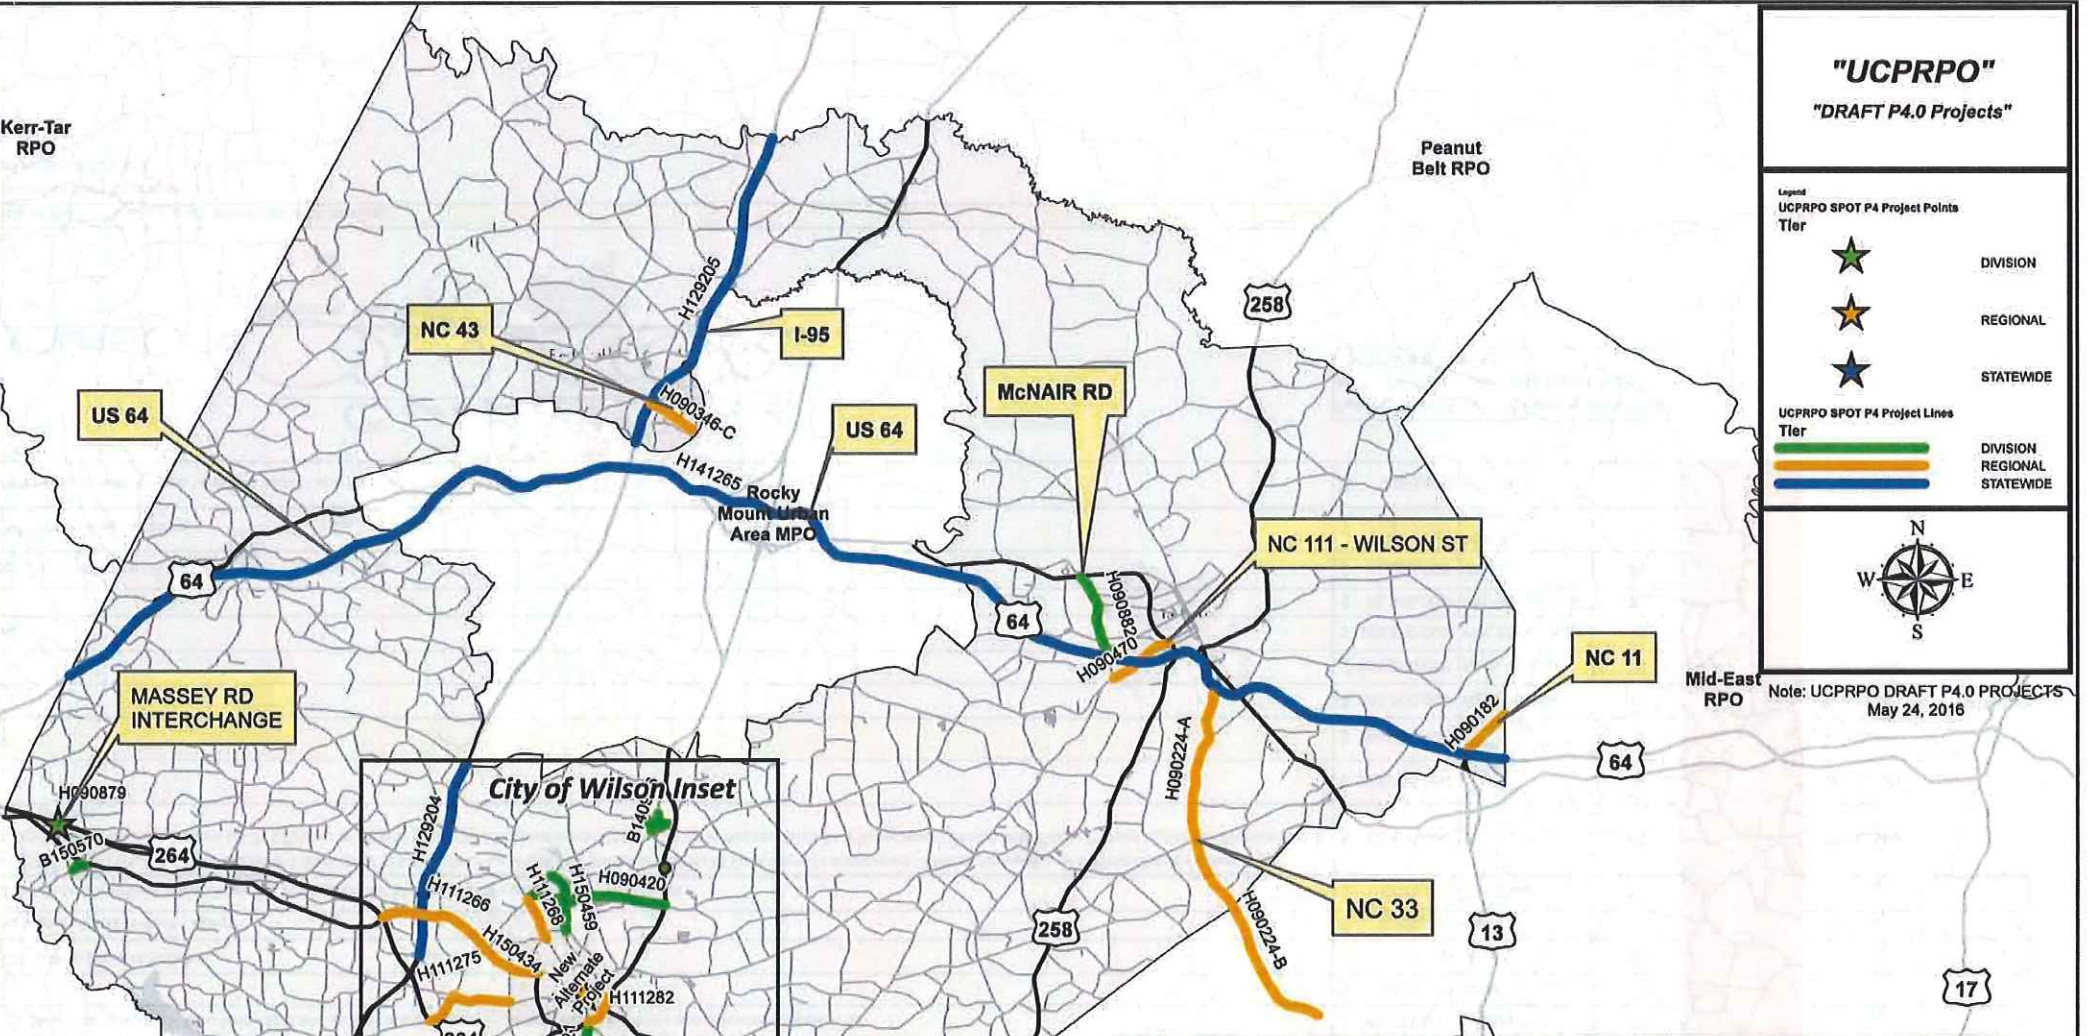 "UCPRPO"
"DRAFT P4.0 Projects"
Legend
UCPRPO SPOT P4 Project Points
Tier
DIVISION
REGIONAL
STATEWIDE
UCPRPO SPOT P4 Project Lines
Tier
DIVISION
REGIONAL
STATEWIDE
N
W
E
S
Note: UCPRPO DRAFT P4.0 PROJECTS
May 24, 2016
Kerr-Tar
RPO
Peanut
Belt RPO
H129205
258
NC 43
I-95
McNAIR RD
US 64
H090346-C
US 64
H141265
Rocky
Mount Urban
Area MPO
NC 111 - WILSON ST
64
H090882
64
H090470
NC 11
Mid-East
RPO
MASSEY RD
INTERCHANGE
H090182
H090224-A
64
H090879
City of Wilson Inset
H129204
B150570
264
H111266
H111268
H150459
H090420
NC 33
H090224-B
258
13
H150434
H111275
New
Alternate
Project
H111282
17